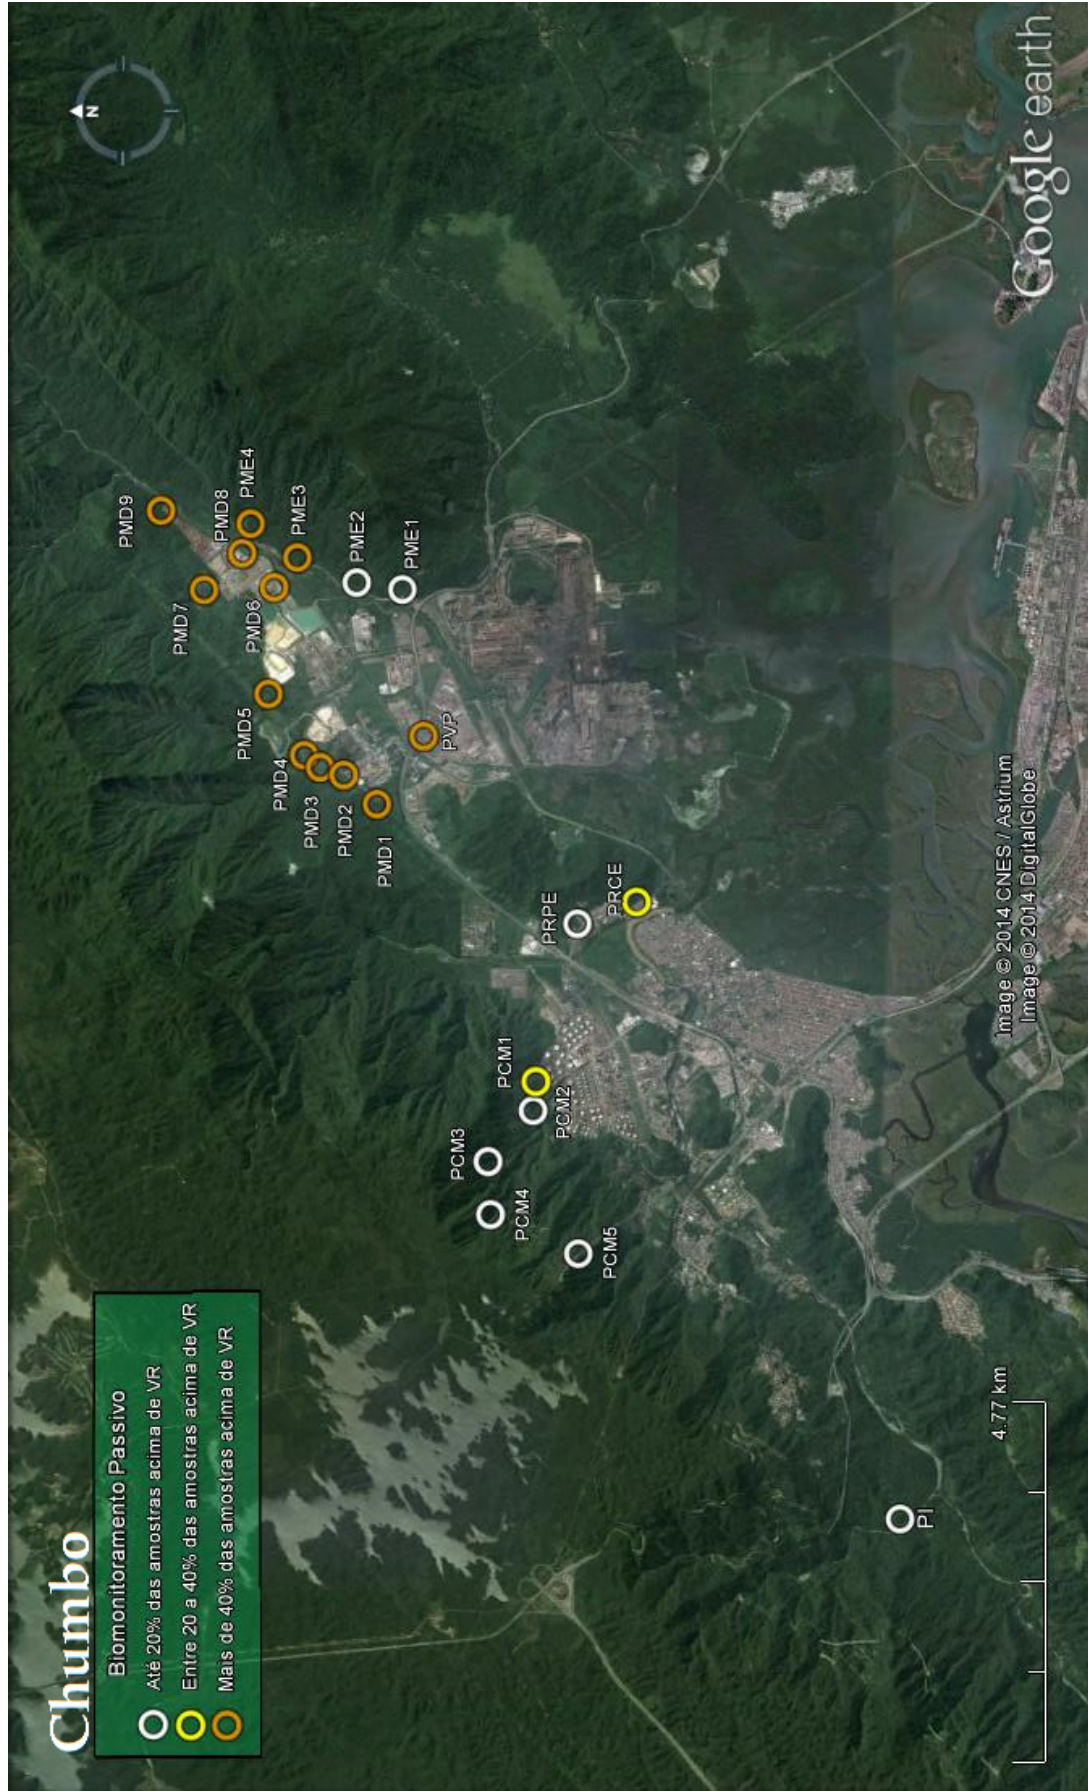 Chumbo
Biomonitoramento Passivo
Até 20% das amostras acima de VR
Entre 20 a 40% das amostras acima de VR
Mais de 40% das amostras acima de VR
N
PMD9
PMD7
PMD8
PME4
PMD6
PME3
PMD5
PME2
PMD4
PME1
PMD3
PMD2
PVP
PMD1
PRPE
PRCE
PCM1
PCM2
PCM3
PCM4
PCM5
PI
4.77 km
Image © 2014 CNES / Astrium
Image © 2014 DigitalGlobe
Google earth